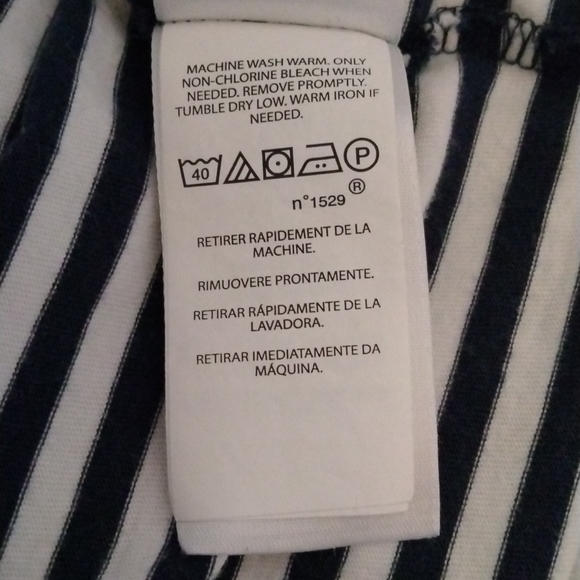 MACHINE WASH WARM. ONLY
NON-CHLORINE BLEACH WHEN
NEEDED. REMOVE PROMPTLY.
TUMBLE DRY LOW. WARM IRON IF
NEEDED.
40 P
®
n°1529
RETIRER RAPIDEMENT DE LA
MACHINE.
RIMUOVERE PRONTAMENTE.
RETIRAR RÁPIDAMENTE DE LA
LAVADORA.
RETIRAR IMEDIATAMENTE DA
MÁQUINA.